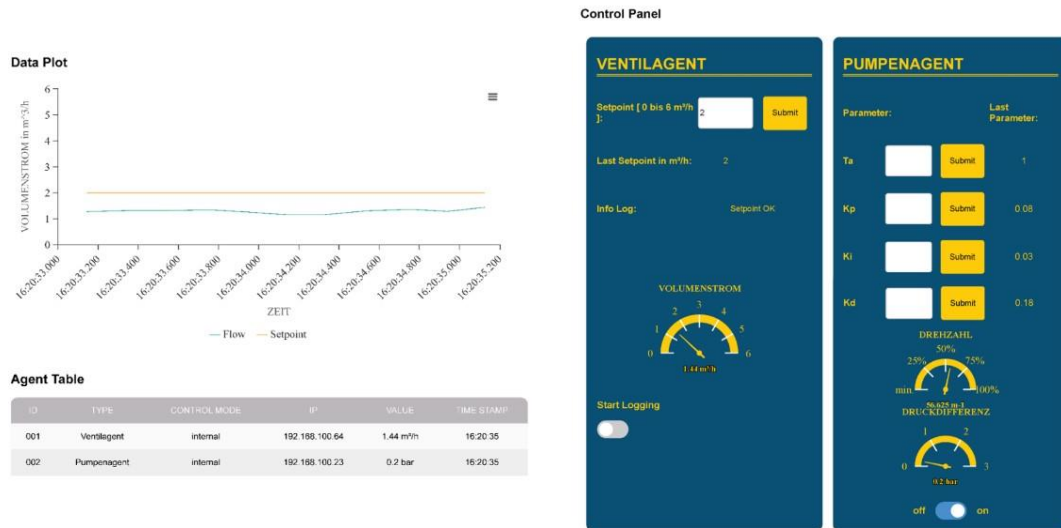 Control Panel
Data Plot
VOLUMENSTROM in m^3/h
6
5
4
3
2
1
0
16:20:33.000
16:20:33.200
16:20:33.400
16:20:33.600
16:20:33.800
16:20:34.000
16:20:34.200
16:20:34.400
16:20:34.600
16:20:34.800
16:20:35.000
16:20:35.200
ZEIT
Flow
Setpoint
Agent Table
ID TYPE CONTROL MODE IP VALUE TIME STAMP
001 Ventilagent internal 192.168.100.64 1.44 m³/h 16:20:35
002 Pumpenagent internal 192.168.100.23 0.2 bar 16:20:35
VENTILAGENT
Setpoint [ 0 bis 6 m³/h
]:
2
Submit
Last Setpoint in m³/h: 2
Info Log: Setpoint OK
VOLUMENSTROM
0 1 2 3 4 5 6
1.44 m³/h
Start Logging
PUMPENAGENT
Parameter: Last
Parameter:
Ta Submit 1
Kp Submit 0.08
Ki Submit 0.03
Kd Submit 0.18
DREHZAHL
min 25% 50% 75% 100%
56.625 m-1
DRUCKDIFFERENZ
0 1 2 3
0.2 bar
off on